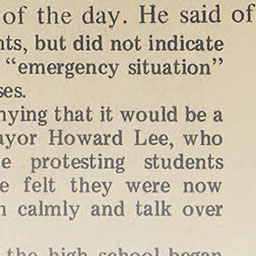 of the day. He said of
nts, but did not indicate
"emergency situation"
ses.
nying that it would be a
ayor Howard Lee, who
e protesting students
e felt they were now
n calmly and talk over
the high school began